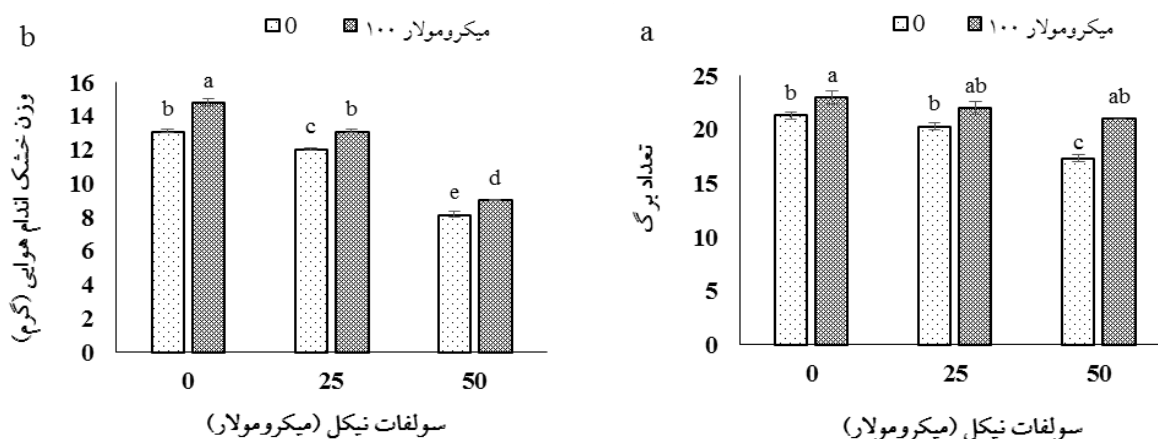 b
0 ۱۰۰ میکرومولار
وزن خشک اندام هوایی (گرم)
16
14
12
10
8
6
4
2
0
b a
c b
e d
0 25 50
سولفات نیکل (میکرومولار)
a
0 ۱۰۰ میکرومولار
تعداد برگ
25
20
15
10
5
0
b a
b ab
c ab
0 25 50
سولفات نیکل (میکرومولار)